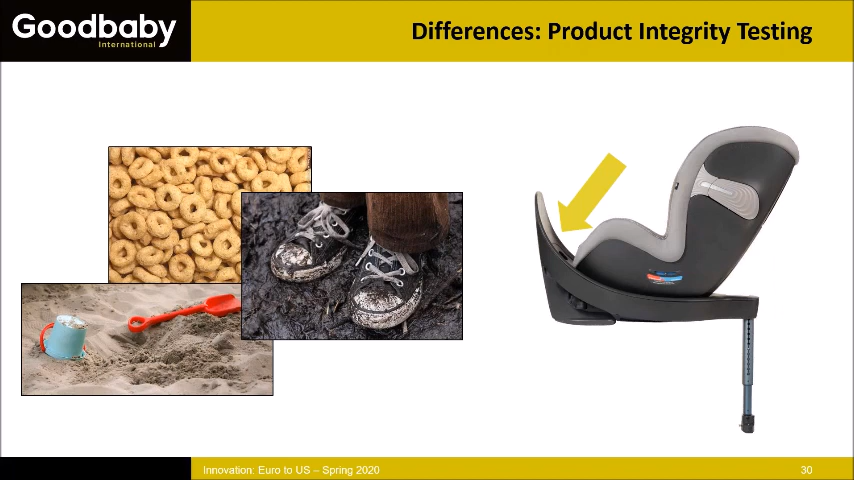 Goodbaby
International
Differences: Product Integrity Testing
Innovation: Euro to US – Spring 2020
30